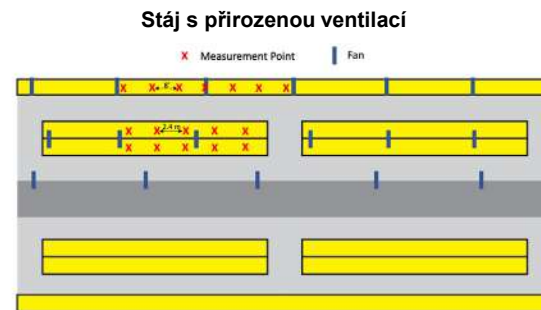 Stáj s přirozenou ventilací
X Measurement Point Fan
2.4 m